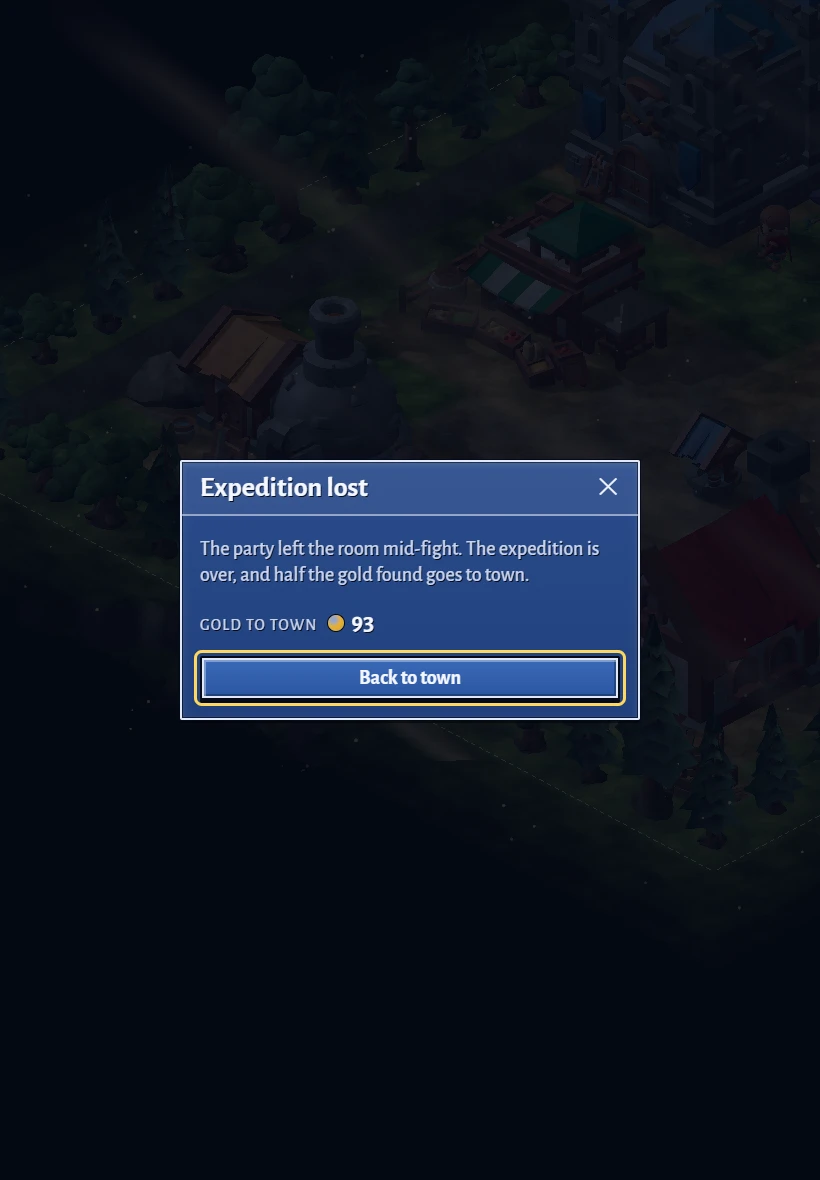 Expedition lost
The party left the room mid-fight. The expedition is
over, and half the gold found goes to town.
GOLD TO TOWN 93
Back to town